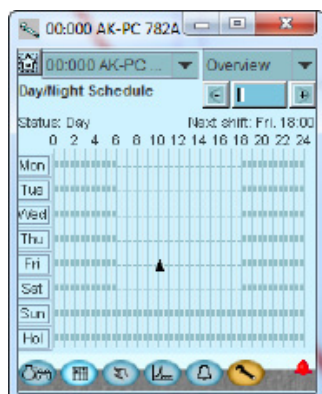 00:000 AK-PC 782A
00:000 AK-PC ... Overview
Day/Night Schedule
Status: Day Next shift: Fri. 18:00
0 2 4 6 8 10 12 14 16 18 20 22 24
Mon
Tue
Wed
Thu
Fri
Sat
Sun
Hol